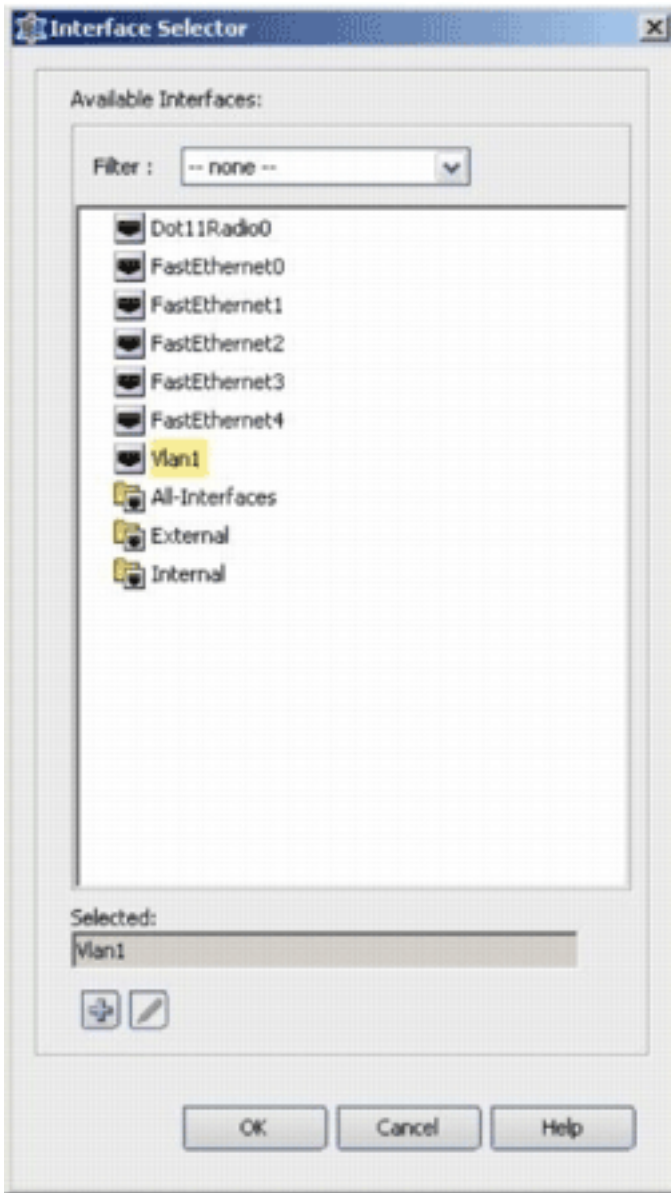 Interface Selector
Available Interfaces:
Filter : -- none --
Dot11Radio0
FastEthernet0
FastEthernet1
FastEthernet2
FastEthernet3
FastEthernet4
Vlan1
All-Interfaces
External
Internal
Selected:
Vlan1
OK Cancel Help